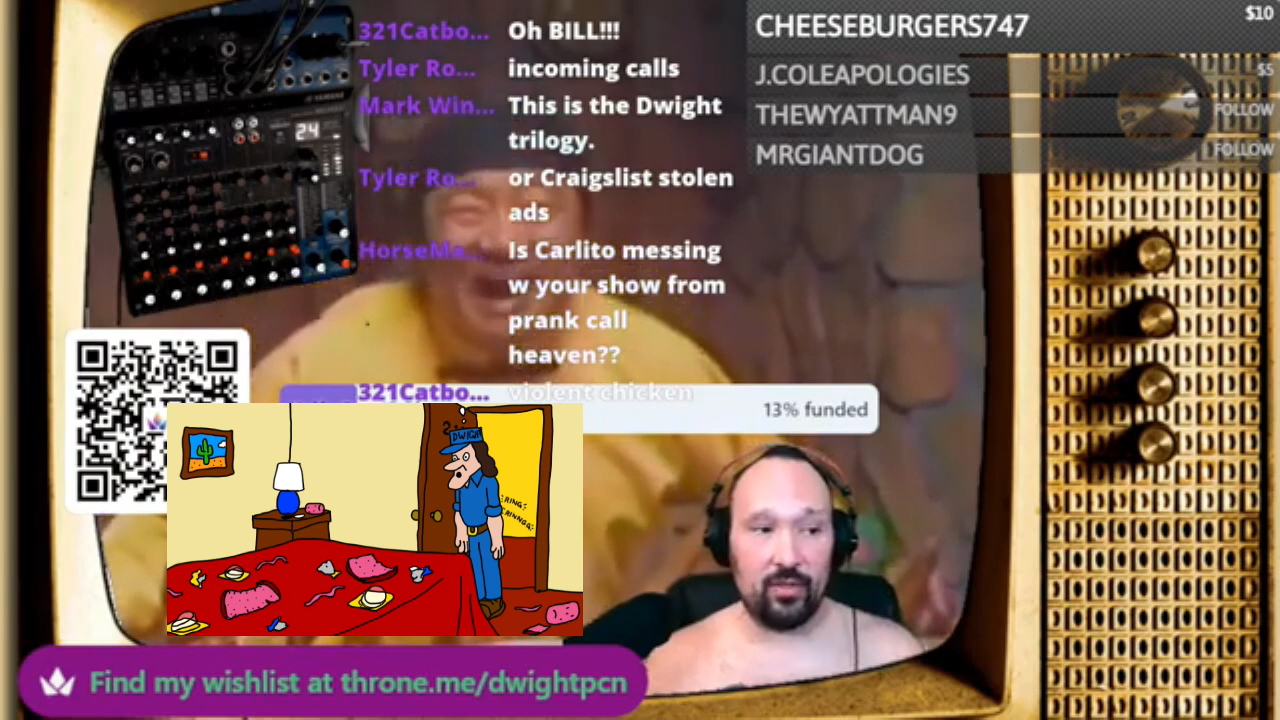 321Catbo... Oh BILL!!!
Tyler Ro... incoming calls
Mark Win... This is the Dwight
trilogy.
Tyler Ro... or Craigslist stolen
ads
HorseMa... Is Carlito messing
w your show from
prank call
heaven??
321Catbo... violent chicken
$10
CHEESEBURGERS747
J.COLEAPOLOGIES $5
THEWYATTMAN9 FOLLOW
MRGIANTDOG FOLLOW
YAMAHA
24
13% funded
DWIGHT
RING
RINNGG
Find my wishlist at throne.me/dwightpcn